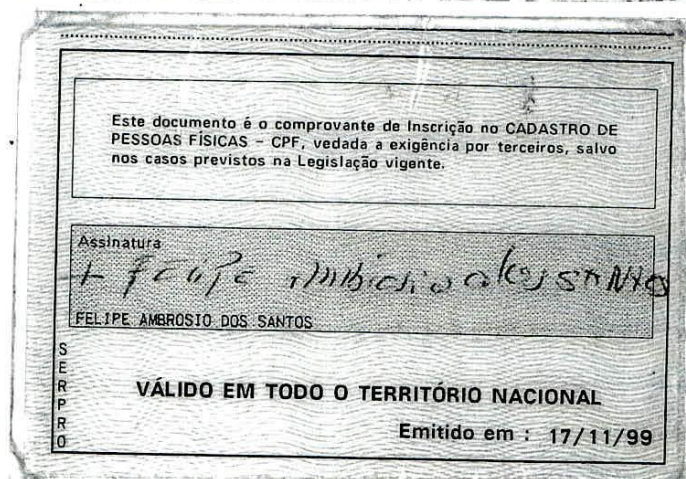 Este documento é o comprovante de Inscrição no CADASTRO DE
PESSOAS FÍSICAS – CPF, vedada a exigência por terceiros, salvo
nos casos previstos na Legislação vigente.
Assinatura
FELIPE AMBROSIO DOS SANTOS
SERPRO
VÁLIDO EM TODO O TERRITÓRIO NACIONAL
Emitido em : 17/11/99